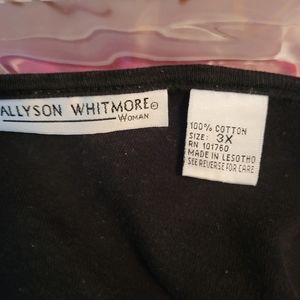 ALLYSON WHITMORE®
WOMAN
100% COTTON
SIZE: 3X
RN 101760
MADE IN LESOTHO
SEE REVERSE FOR CARE